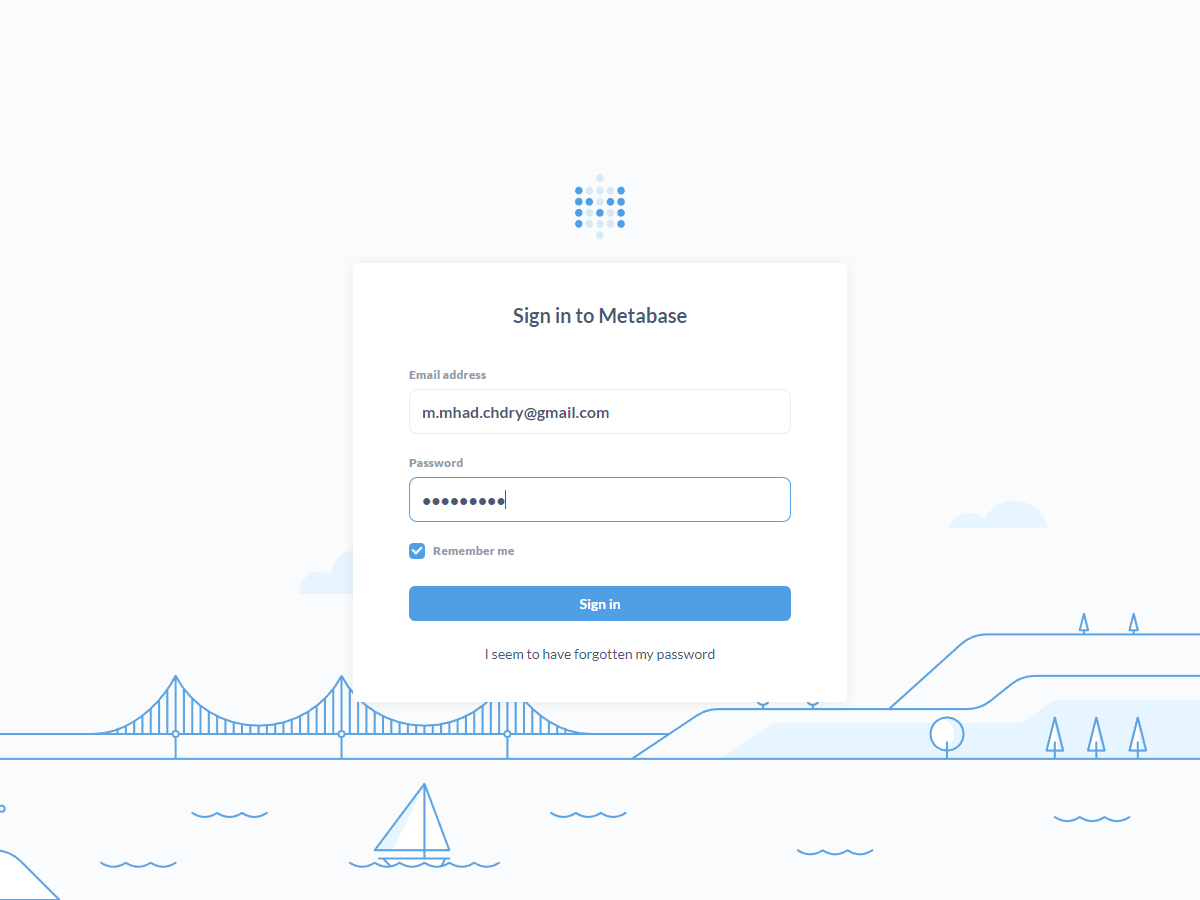 Sign in to Metabase
Email address
m.mhad.chdry@gmail.com
Password
●●●●●●●●●
Remember me
Sign in
I seem to have forgotten my password